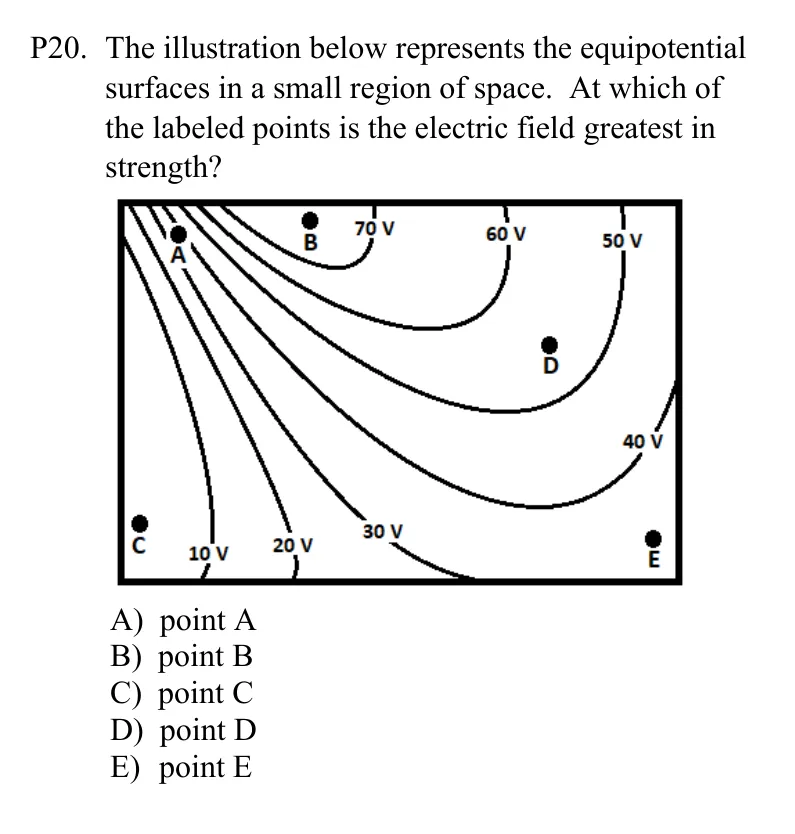 P20. The illustration below represents the equipotential
surfaces in a small region of space. At which of
the labeled points is the electric field greatest in
strength?
A
B
70 V
60 V
50 V
D
40 V
C
10 V
20 V
30 V
E
A) point A
B) point B
C) point C
D) point D
E) point E